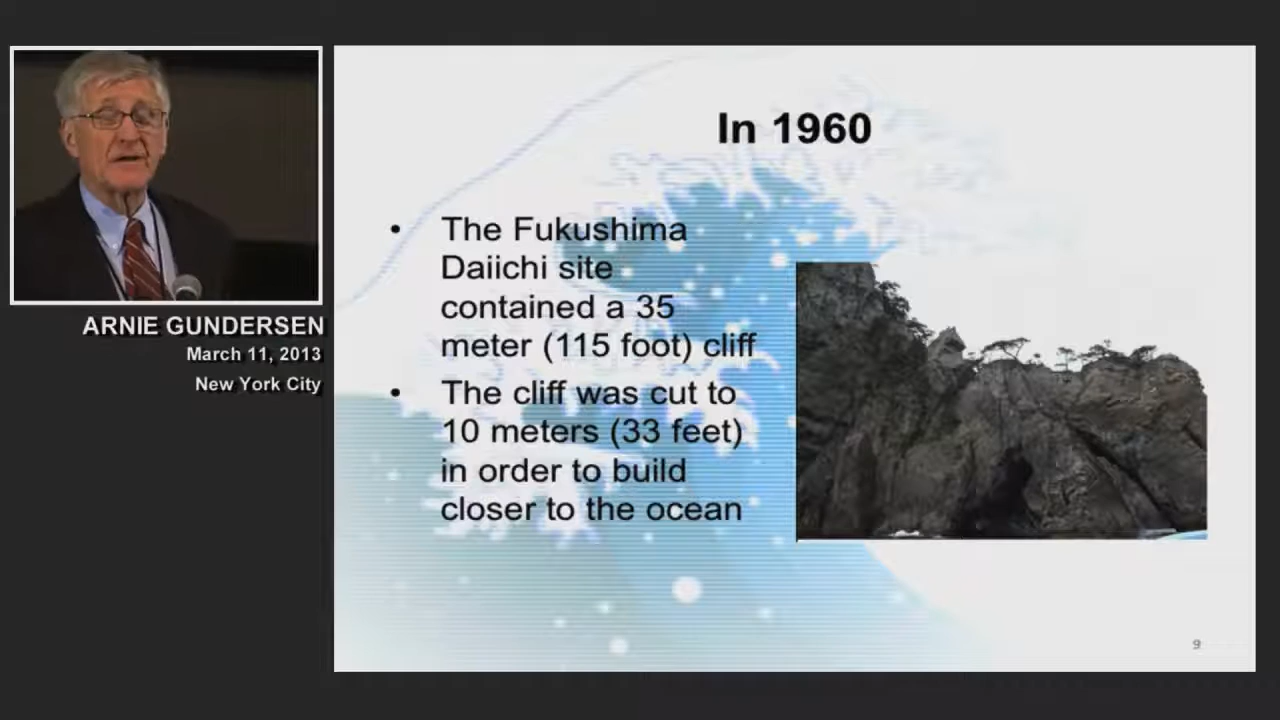 ARNIE GUNDERSEN
March 11, 2013
New York City
In 1960
• The Fukushima
Daiichi site
contained a 35
meter (115 foot) cliff
• The cliff was cut to
10 meters (33 feet)
in order to build
closer to the ocean
9